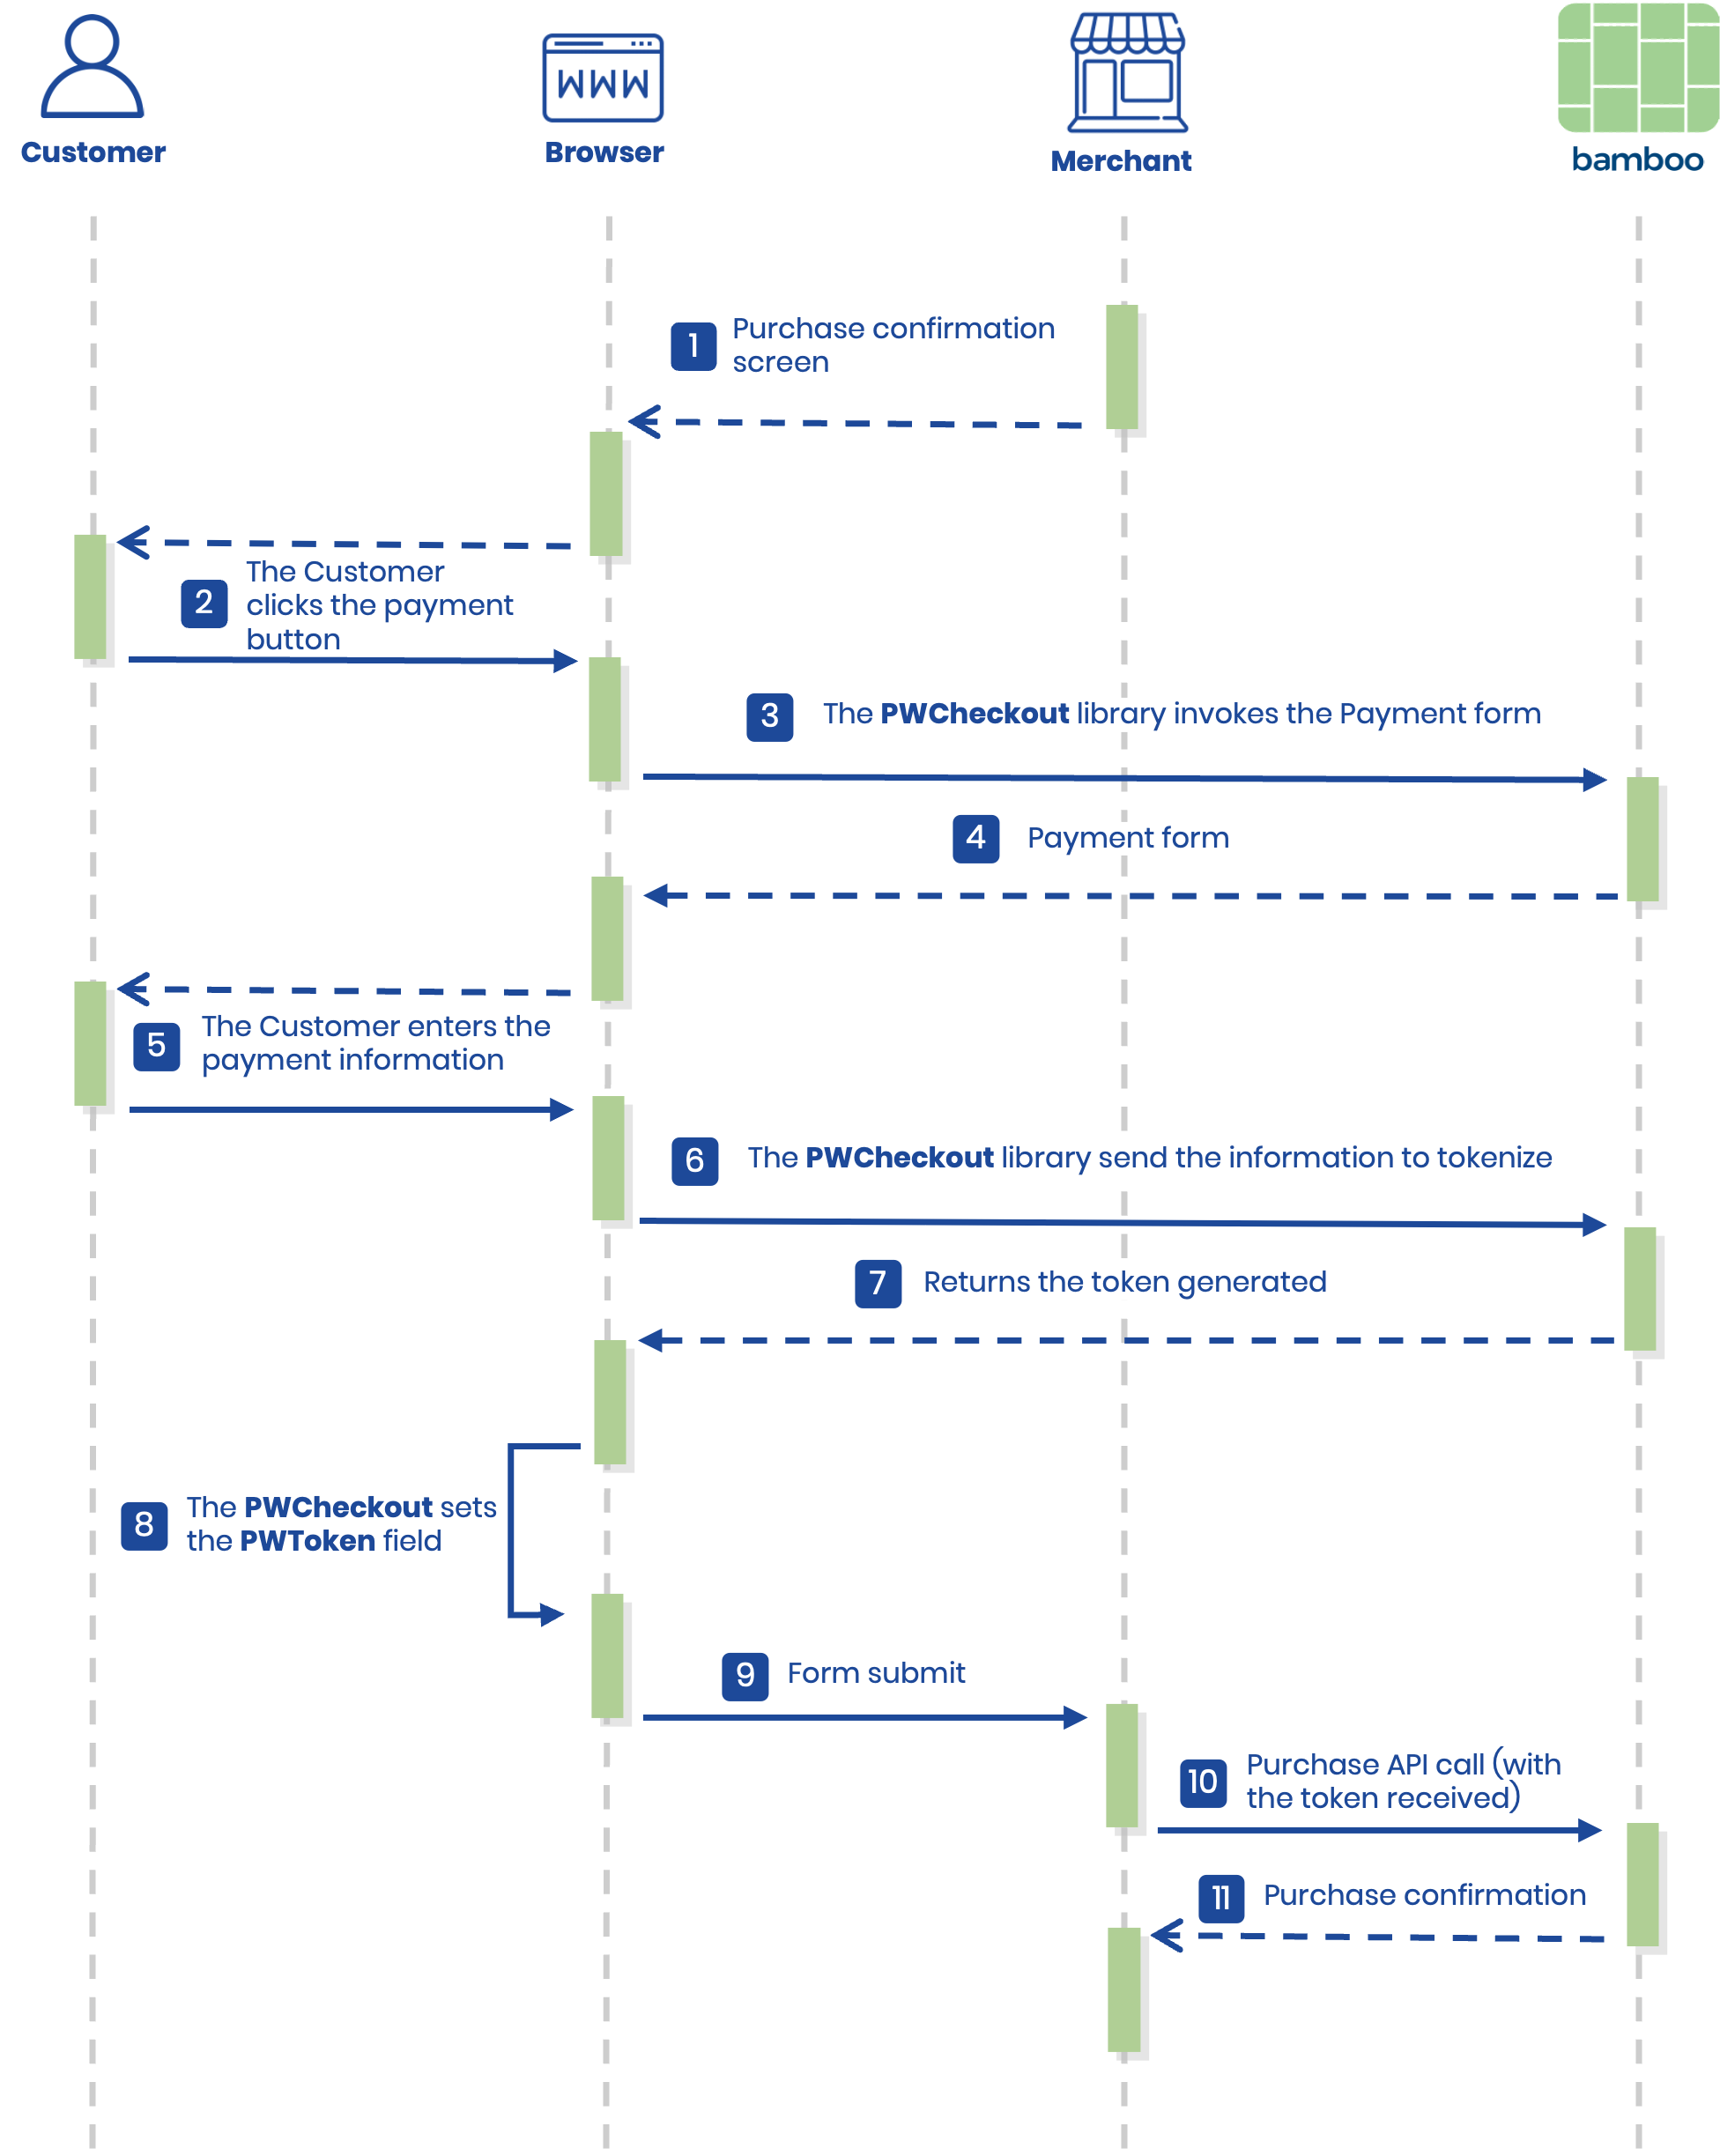 WWW
Customer
Browser
Merchant
bamboo
1
Purchase confirmation
screen
2
The Customer
clicks the payment
button
3
The PWCheckout library invokes the Payment form
4
Payment form
5
The Customer enters the
payment information
6
The PWCheckout library send the information to tokenize
7
Returns the token generated
8
The PWCheckout sets
the PWToken field
9
Form submit
10
Purchase API call (with
the token received)
11
Purchase confirmation